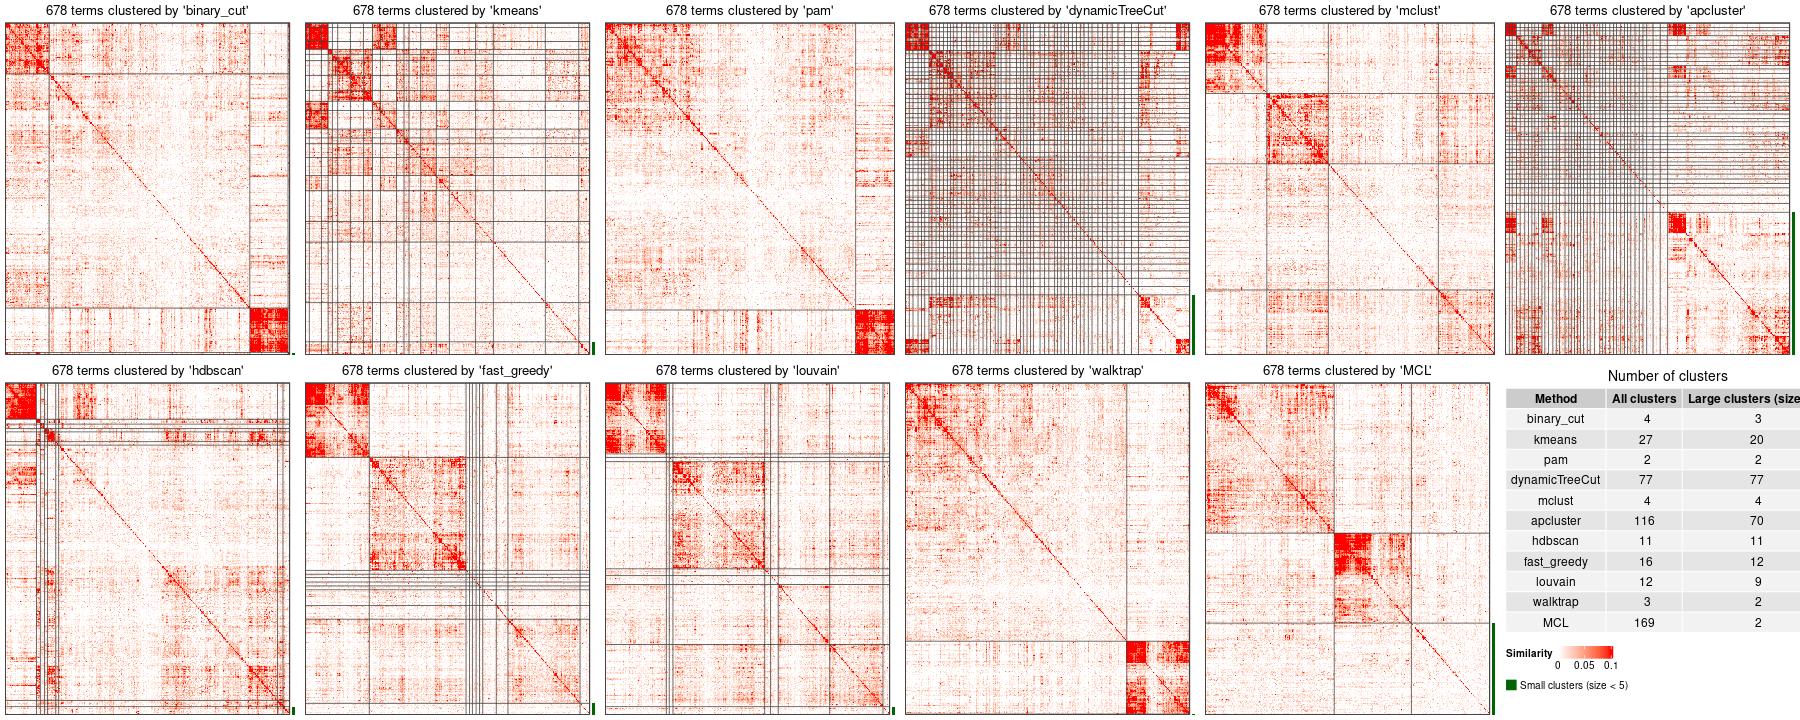 678 terms clustered by 'binary_cut'
678 terms clustered by 'kmeans'
678 terms clustered by 'pam'
678 terms clustered by 'dynamicTreeCut'
678 terms clustered by 'mclust'
678 terms clustered by 'apcluster'
678 terms clustered by 'hdbscan'
678 terms clustered by 'fast_greedy'
678 terms clustered by 'louvain'
678 terms clustered by 'walktrap'
678 terms clustered by 'MCL'
Number of clusters
Method All clusters Large clusters (size
binary_cut 4 3
kmeans 27 20
pam 2 2
dynamicTreeCut 77 77
mclust 4 4
apcluster 116 70
hdbscan 11 11
fast_greedy 16 12
louvain 12 9
walktrap 3 2
MCL 169 2
Similarity
0 0.05 0.1
Small clusters (size < 5)